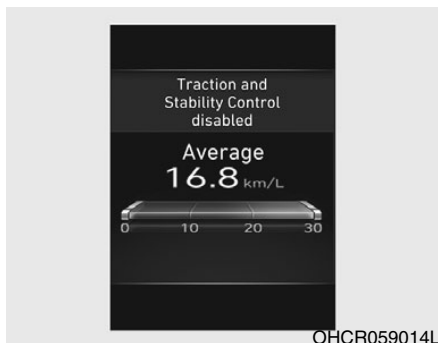 Traction and
Stability Control
disabled
Average
16.8 km/L
0 10 20 30
OHCR059014L